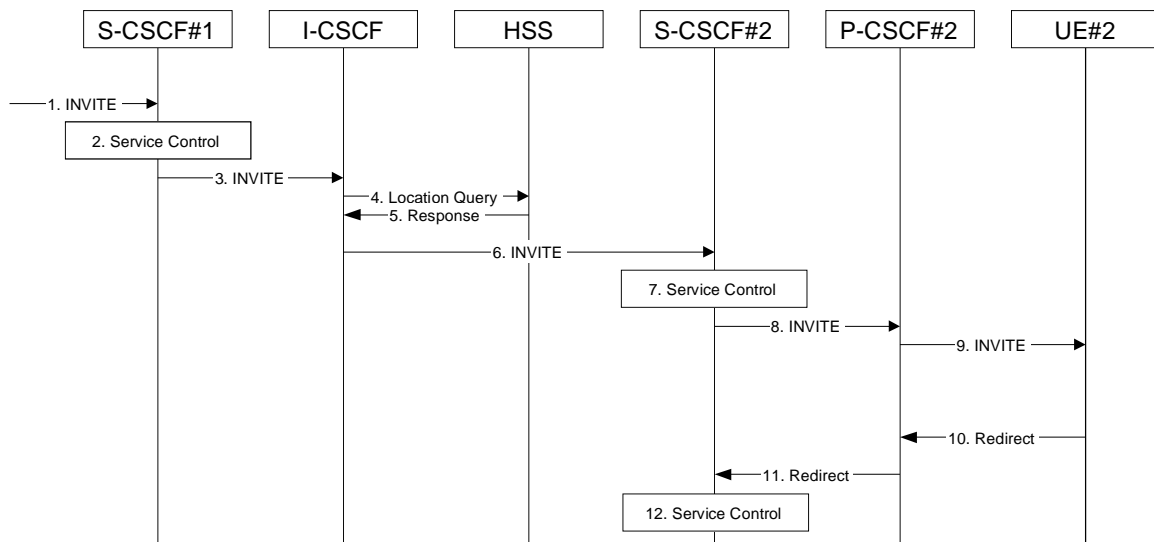 S-CSCF#1
I-CSCF
HSS
S-CSCF#2
P-CSCF#2
UE#2
1. INVITE
2. Service Control
3. INVITE
4. Location Query
5. Response
6. INVITE
7. Service Control
8. INVITE
9. INVITE
10. Redirect
11. Redirect
12. Service Control